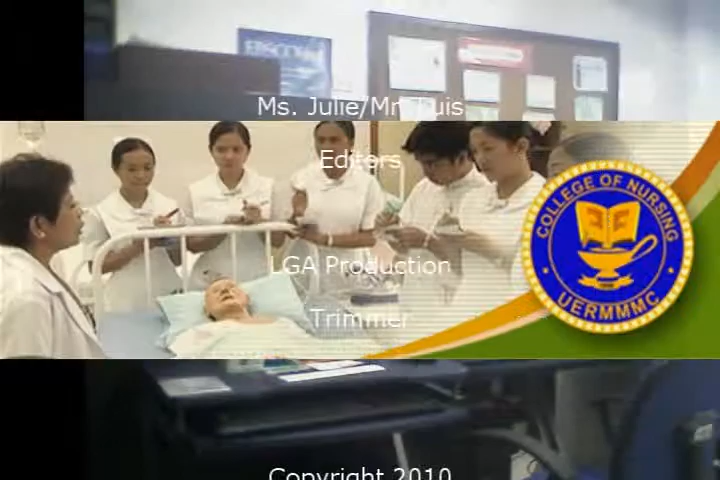 Ms. Julie/Mr. Luis
Editors
COLLEGE OF NURSING
LGA Production
UERMMMC
Trimmer
Copyright 2010